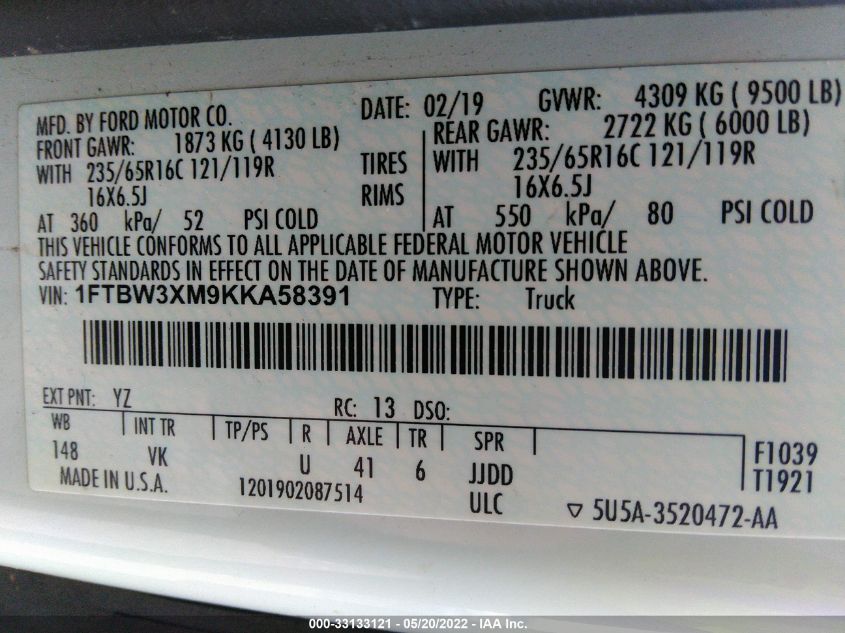 MFD. BY FORD MOTOR CO. DATE: 02/19 GVWR: 4309 KG ( 9500 LB)
FRONT GAWR: 1873 KG ( 4130 LB) REAR GAWR: 2722 KG ( 6000 LB)
WITH 235/65R16C 121/119R TIRES WITH 235/65R16C 121/119R
16X6.5J RIMS 16X6.5J
AT 360 kPa/ 52 PSI COLD AT 550 kPa/ 80 PSI COLD
THIS VEHICLE CONFORMS TO ALL APPLICABLE FEDERAL MOTOR VEHICLE
SAFETY STANDARDS IN EFFECT ON THE DATE OF MANUFACTURE SHOWN ABOVE.
VIN: 1FTBW3XM9KKA58391 TYPE: Truck
EXT PNT: YZ RC: 13 DSO:
WB INT TR TP/PS R AXLE TR SPR F1039
148 VK U 41 6 JJDD T1921
MADE IN U.S.A. 1201902087514 ULC 5U5A-3520472-AA
000-33133121 - 05/20/2022 - IAA Inc.